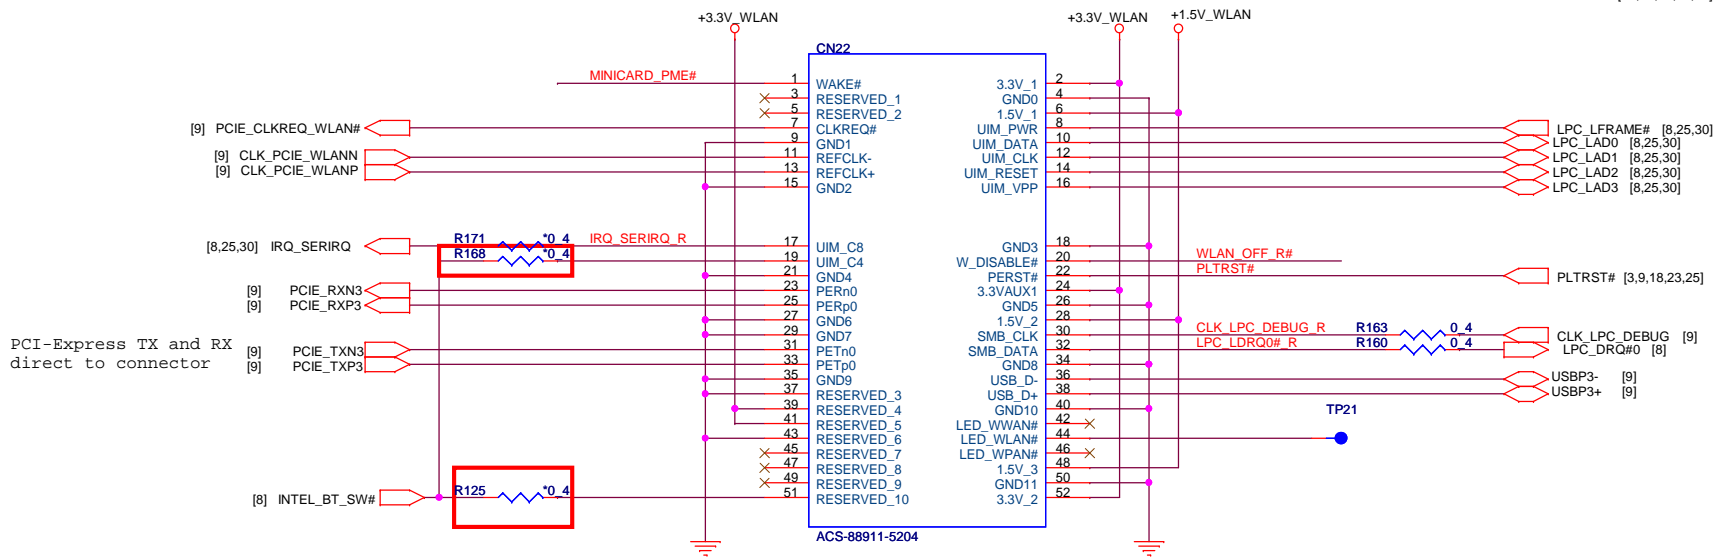 +3.3V_WLAN
+3.3V_WLAN
+1.5V_WLAN
CN22
MINICARD_PME# 1 WAKE# 3.3V_1 2
3 RESERVED_1 GND0 4
5 RESERVED_2 1.5V_1 6
[9] PCIE_CLKREQ_WLAN# 7 CLKREQ# UIM_PWR 8 LPC_LFRAME# [8,25,30]
9 GND1 UIM_DATA 10 LPC_LAD0 [8,25,30]
[9] CLK_PCIE_WLANN 11 REFCLK- UIM_CLK 12 LPC_LAD1 [8,25,30]
[9] CLK_PCIE_WLANP 13 REFCLK+ UIM_RESET 14 LPC_LAD2 [8,25,30]
15 GND2 UIM_VPP 16 LPC_LAD3 [8,25,30]
[8,25,30] IRQ_SERIRQ R171 *0_4 IRQ_SERIRQ_R 17 UIM_C8 GND3 18
R168 *0_4 19 UIM_C4 W_DISABLE# 20 WLAN_OFF_R#
21 GND4 PERST# 22 PLTRST# PLTRST# [3,9,18,23,25]
[9] PCIE_RXN3 23 PERn0 3.3VAUX1 24
[9] PCIE_RXP3 25 PERp0 GND5 26
27 GND6 1.5V_2 28
29 GND7 SMB_CLK 30 CLK_LPC_DEBUG_R R163 0_4 CLK_LPC_DEBUG [9]
PCI-Express TX and RX
direct to connector
[9] PCIE_TXN3 31 PETn0 SMB_DATA 32 LPC_LDRQ0#_R R160 0_4 LPC_DRQ#0 [8]
[9] PCIE_TXP3 33 PETp0 GND8 34
35 GND9 USB_D- 36 USBP3- [9]
37 RESERVED_3 USB_D+ 38 USBP3+ [9]
39 RESERVED_4 GND10 40 TP21
41 RESERVED_5 LED_WWAN# 42
43 RESERVED_6 LED_WLAN# 44
45 RESERVED_7 LED_WPAN# 46
47 RESERVED_8 1.5V_3 48
49 RESERVED_9 GND11 50
[8] INTEL_BT_SW# R125 *0_4 51 RESERVED_10 3.3V_2 52
ACS-88911-5204